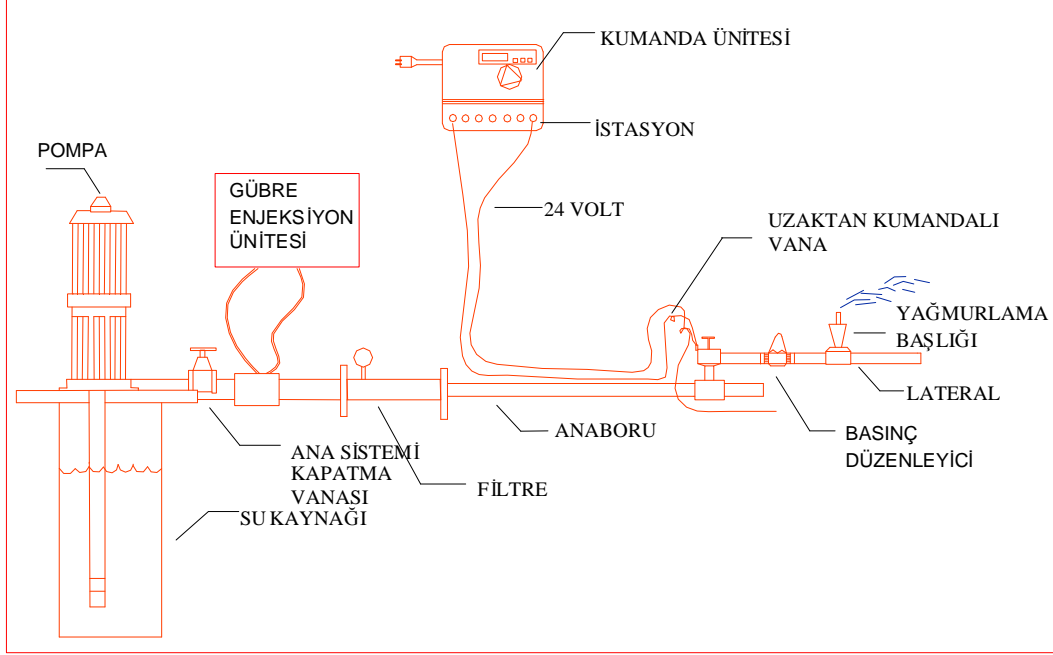 KUMANDA ÜNİTESİ
İSTASYON
POMPA
GÜBRE
ENJEKSİYON
ÜNİTESİ
24 VOLT
UZAKTAN KUMANDALI
VANA
YAĞMURLAMA
BAŞLIĞI
LATERAL
ANABORU
BASINÇ
DÜZENLEYİCİ
ANA SİSTEMİ
KAPATMA
VANASI
FİLTRE
SU KAYNAĞI